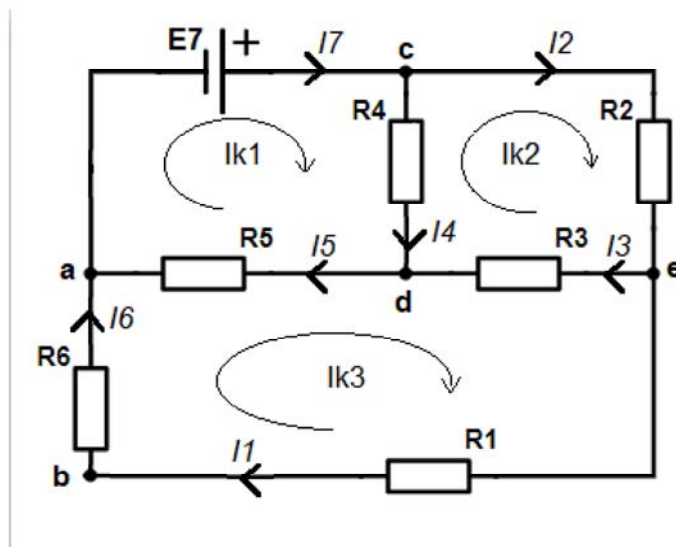 E7 + I7 c I2
R4 R2
Ik1 Ik2
R5 I5 I4 R3 I3
a d e
I6
R6 Ik3
R1
b I1